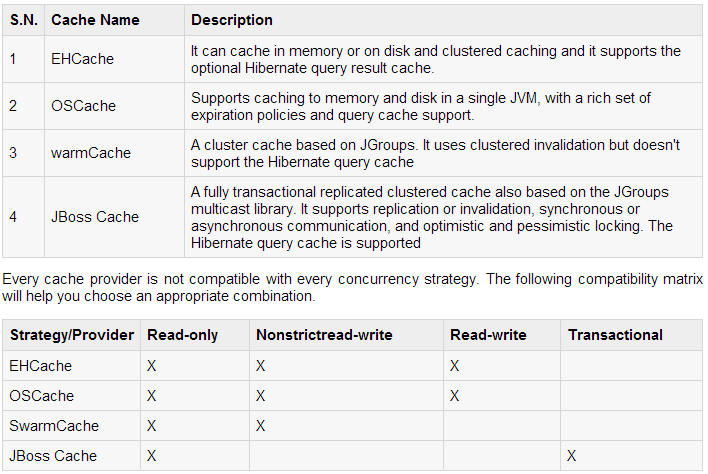 S.N. Cache Name Description
1 EHCache It can cache in memory or on disk and clustered caching and it supports the
optional Hibernate query result cache.
2 OSCache Supports caching to memory and disk in a single JVM, with a rich set of
expiration policies and query cache support.
3 warmCache A cluster cache based on JGroups. It uses clustered invalidation but doesn't
support the Hibernate query cache
4 JBoss Cache A fully transactional replicated clustered cache also based on the JGroups
multicast library. It supports replication or invalidation, synchronous or
asynchronous communication, and optimistic and pessimistic locking. The
Hibernate query cache is supported
Every cache provider is not compatible with every concurrency strategy. The following compatibility matrix
will help you choose an appropriate combination.
Strategy/Provider Read-only Nonstrictread-write Read-write Transactional
EHCache X X X
OSCache X X X
SwarmCache X X
JBoss Cache X X